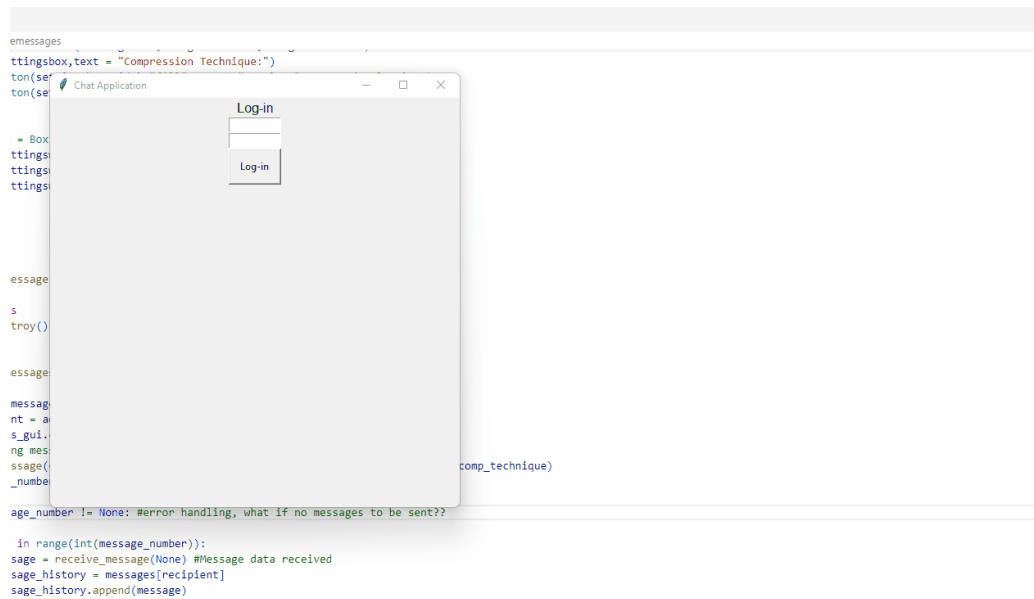 emessages
ttingsbox,text = "Compression Technique:")
ton(set
ton(se
Chat Application
Log-in
Log-in
= Box
ttings
ttings
ttings
essage
s
troy()
essage
messag
nt = a
s_gui.
ng mes
ssage( comp_technique)
_number
age_number != None: #error handling, what if no messages to be sent??
in range(int(message_number)):
sage = receive_message(None) #Message data received
sage_history = messages[recipient]
sage_history.append(message)